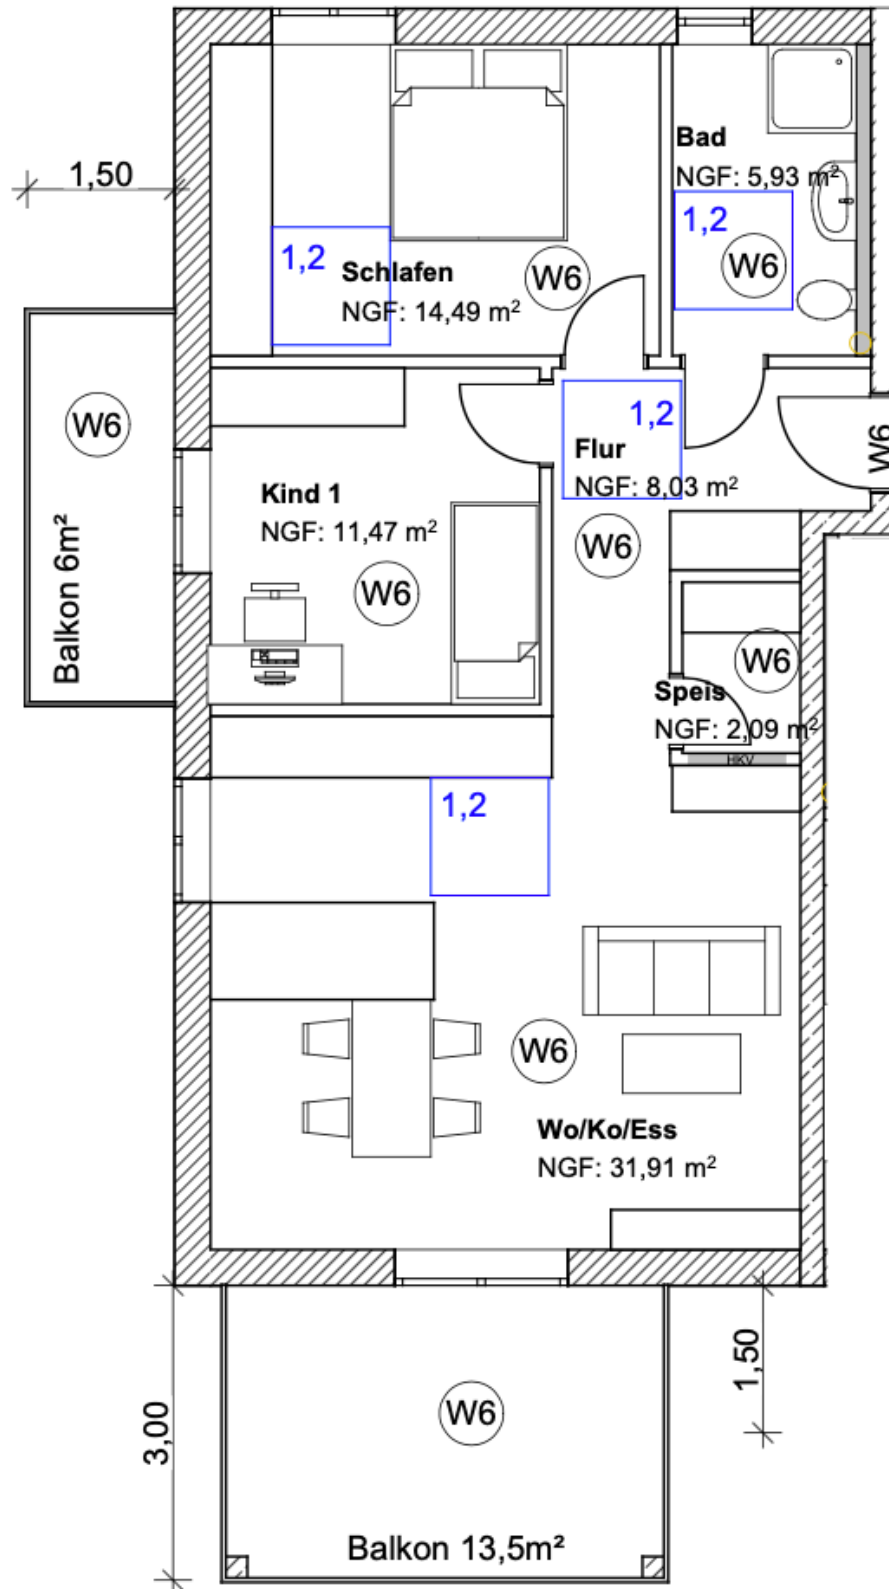 1,50
Bad
NGF: 5,93 m²
1,2
W6
1,2
Schlafen
NGF: 14,49 m²
W6
W6
Balkon 6m²
1,2
Flur
NGF: 8,03 m²
W6
W6
Kind 1
NGF: 11,47 m²
W6
W6
Speis
NGF: 2,09 m²
HKV
1,2
W6
Wo/Ko/Ess
NGF: 31,91 m²
3,00
1,50
W6
Balkon 13,5m²